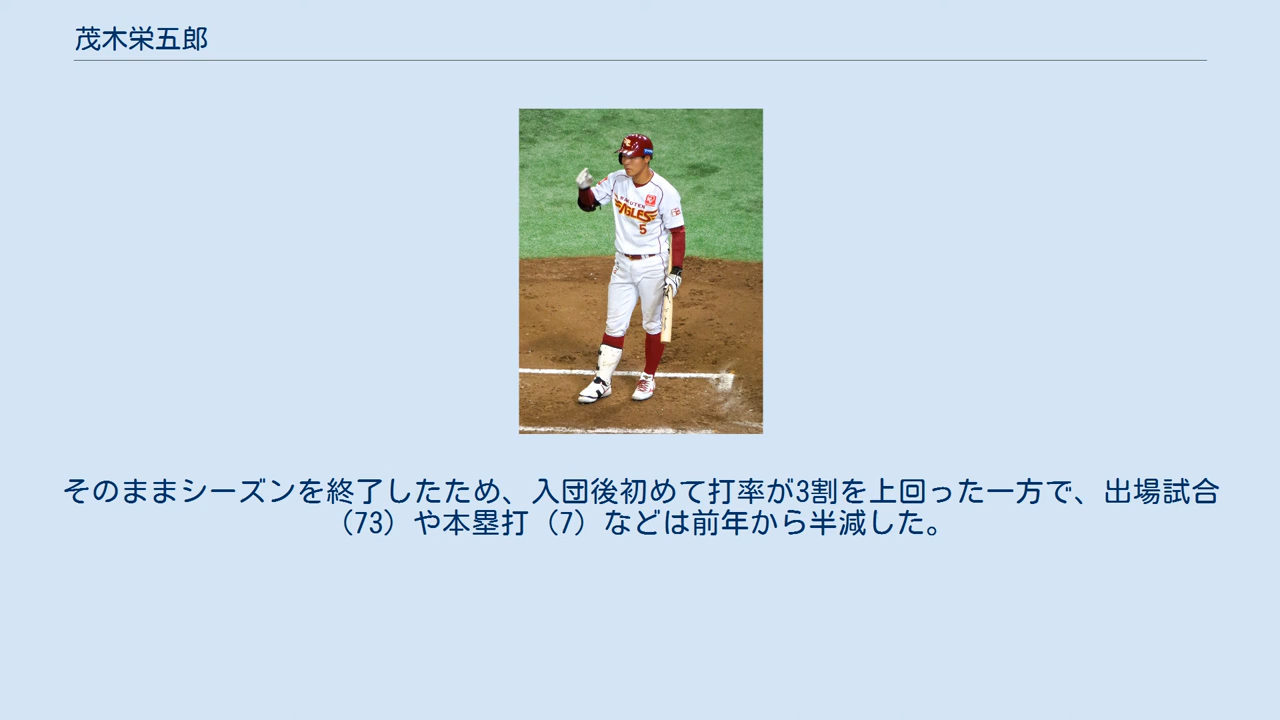 茂木栄五郎
RAKUTEN
EAGLES
5
そのままシーズンを終了したため、入団後初めて打率が3割を上回った一方で、出場試合
（73）や本塁打（7）などは前年から半減した。